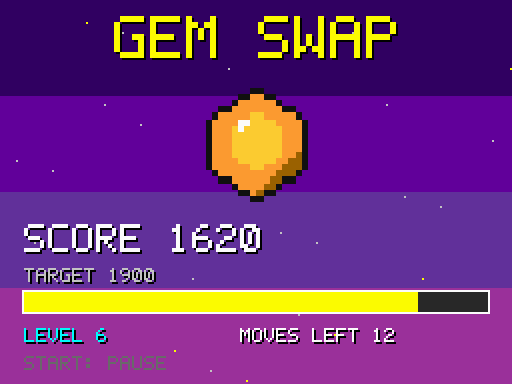 GEM SWAP
SCORE 1620
TARGET 1900
LEVEL 6
MOVES LEFT 12
START: PAUSE